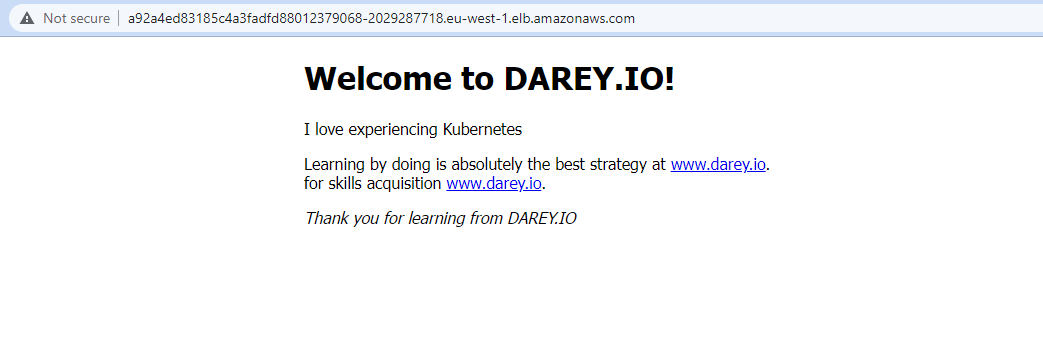 Not secure a92a4ed83185c4a3fadfd88012379068-2029287718.eu-west-1.elb.amazonaws.com
Welcome to DAREY.IO!
I love experiencing Kubernetes
Learning by doing is absolutely the best strategy at www.darey.io.
for skills acquisition www.darey.io.
Thank you for learning from DAREY.IO